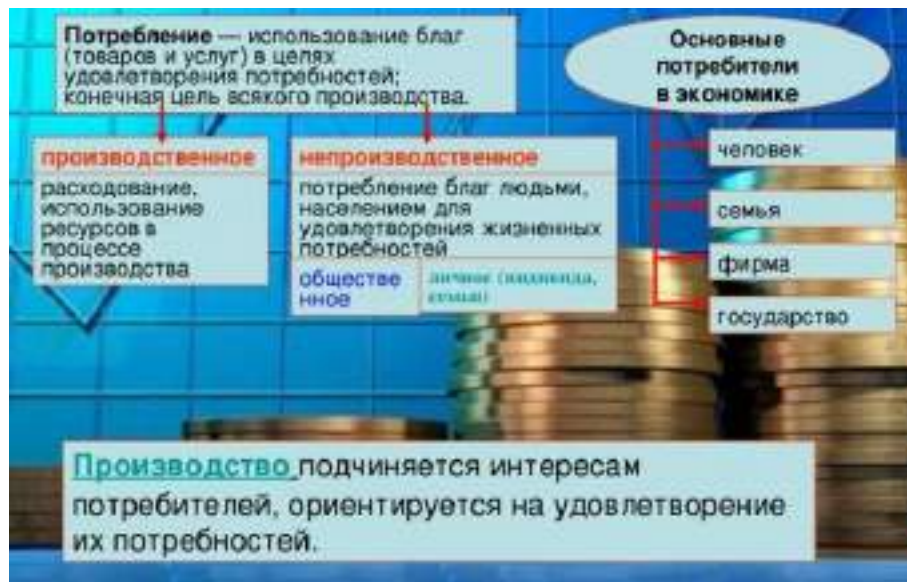 Потребление — использование благ
(товаров и услуг) в целях
удовлетворения потребностей;
конечная цель всякого производства.
Основные
потребители
в экономике
производственное
расходование,
использование
ресурсов в
процессе
производства
непроизводственное
потребление благ людьми,
населением для
удовлетворения жизненных
потребностей
обществе
нное
личное (индивида,
семьи)
человек
семья
фирма
государство
Производство подчиняется интересам
потребителей, ориентируется на удовлетворение
их потребностей.